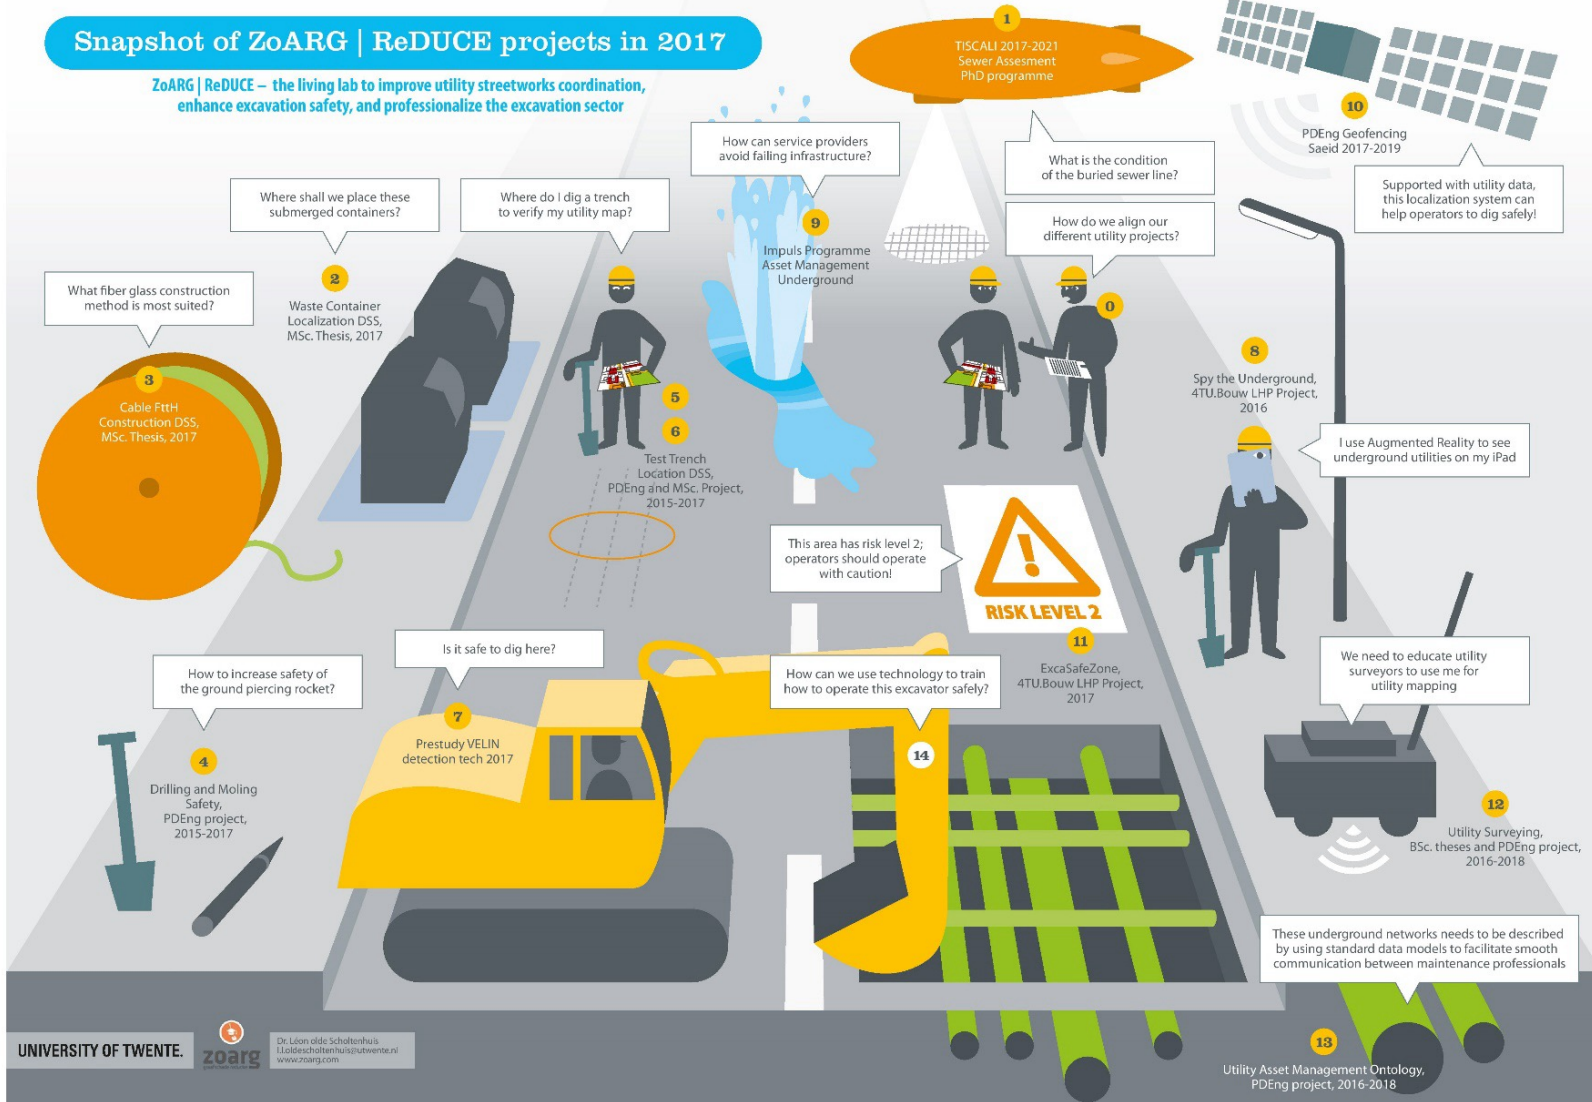 Snapshot of ZoARG | ReDUCE projects in 2017
ZoARG | ReDUCE – the living lab to improve utility streetworks coordination,
enhance excavation safety, and professionalize the excavation sector
1
TISCALI 2017-2021
Sewer Assesment
PhD programme
What is the condition
of the buried sewer line?
10
PDEng Geofencing
Saeid 2017-2019
Supported with utility data,
this localization system can
help operators to dig safely!
How can service providers
avoid failing infrastructure?
9
Impuls Programme
Asset Management
Underground
How do we align our
different utility projects?
0
Where shall we place these
submerged containers?
2
Waste Container
Localization DSS,
MSc. Thesis, 2017
Where do I dig a trench
to verify my utility map?
5
6
Test Trench
Location DSS,
PDEng and MSc. Project,
2015-2017
What fiber glass construction
method is most suited?
3
Cable FttH
Construction DSS,
MSc. Thesis, 2017
8
Spy the Underground,
4TU.Bouw LHP Project,
2016
I use Augmented Reality to see
underground utilities on my iPad
This area has risk level 2;
operators should operate
with caution!
RISK LEVEL 2
11
ExcaSafeZone,
4TU.Bouw LHP Project,
2017
Is it safe to dig here?
7
Prestudy VELIN
detection tech 2017
How can we use technology to train
how to operate this excavator safely?
14
How to increase safety of
the ground piercing rocket?
4
Drilling and Moling
Safety,
PDEng project,
2015-2017
We need to educate utility
surveyors to use me for
utility mapping
12
Utility Surveying,
BSc. theses and PDEng project,
2016-2018
These underground networks needs to be described
by using standard data models to facilitate smooth
communication between maintenance professionals
13
Utility Asset Management Ontology,
PDEng project, 2016-2018
UNIVERSITY OF TWENTE.
zoarg
Dr. Léon olde Scholtenhuis
l.l.oldescholtenhuis@utwente.nl
www.zoarg.com